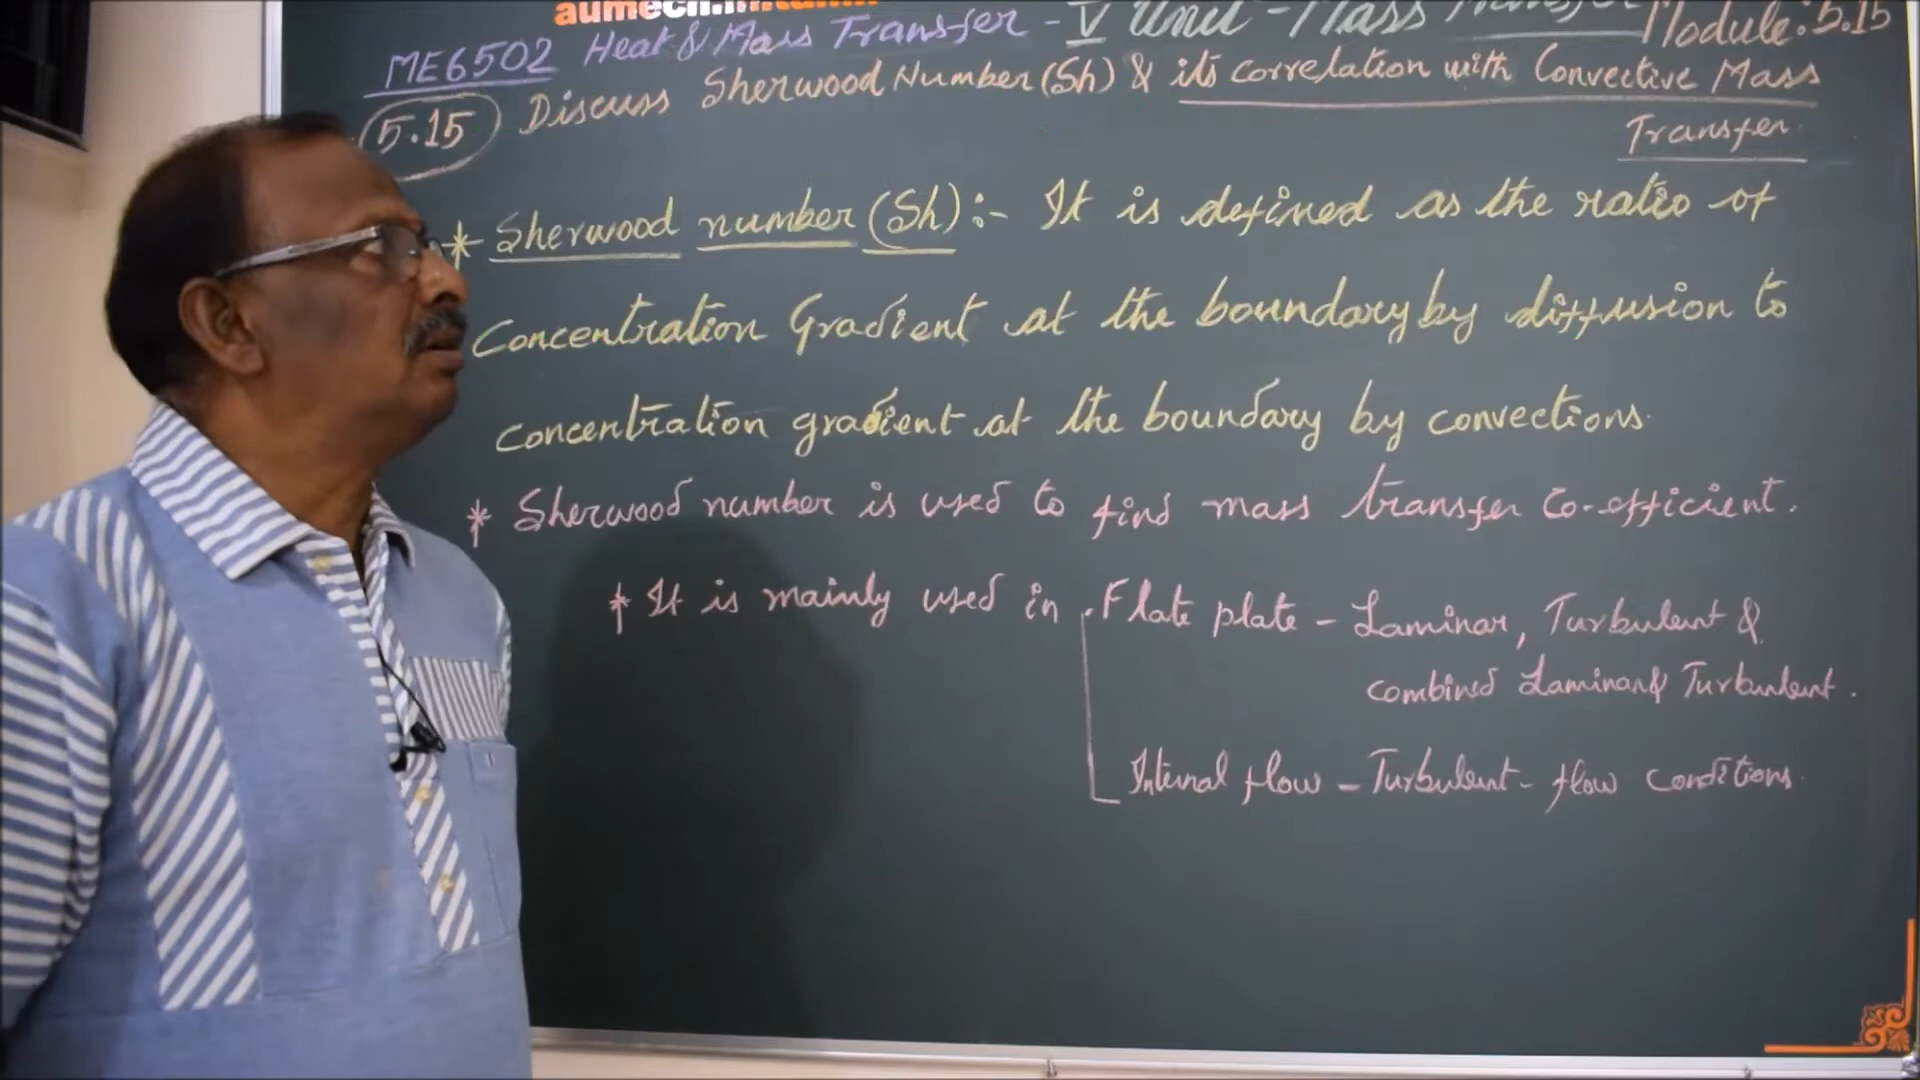 ME6502 Heat & Mass Transfer - V Unit - Mass Module: 5.15
5.15 Discuss Sherwood Number (Sh) & its correlation with Convective Mass
Transfer
* Sherwood number (Sh) :- It is defined as the ratio of
Concentration Gradient at the boundary by diffusion to
concentration gradient at the boundary by convections.
* Sherwood number is used to find mass transfer Co-efficient.
* It is mainly used in Flate plate - Laminar, Turbulent &
combined Laminar & Turbunlent.
Internal flow - Turbulent - flow conditions.